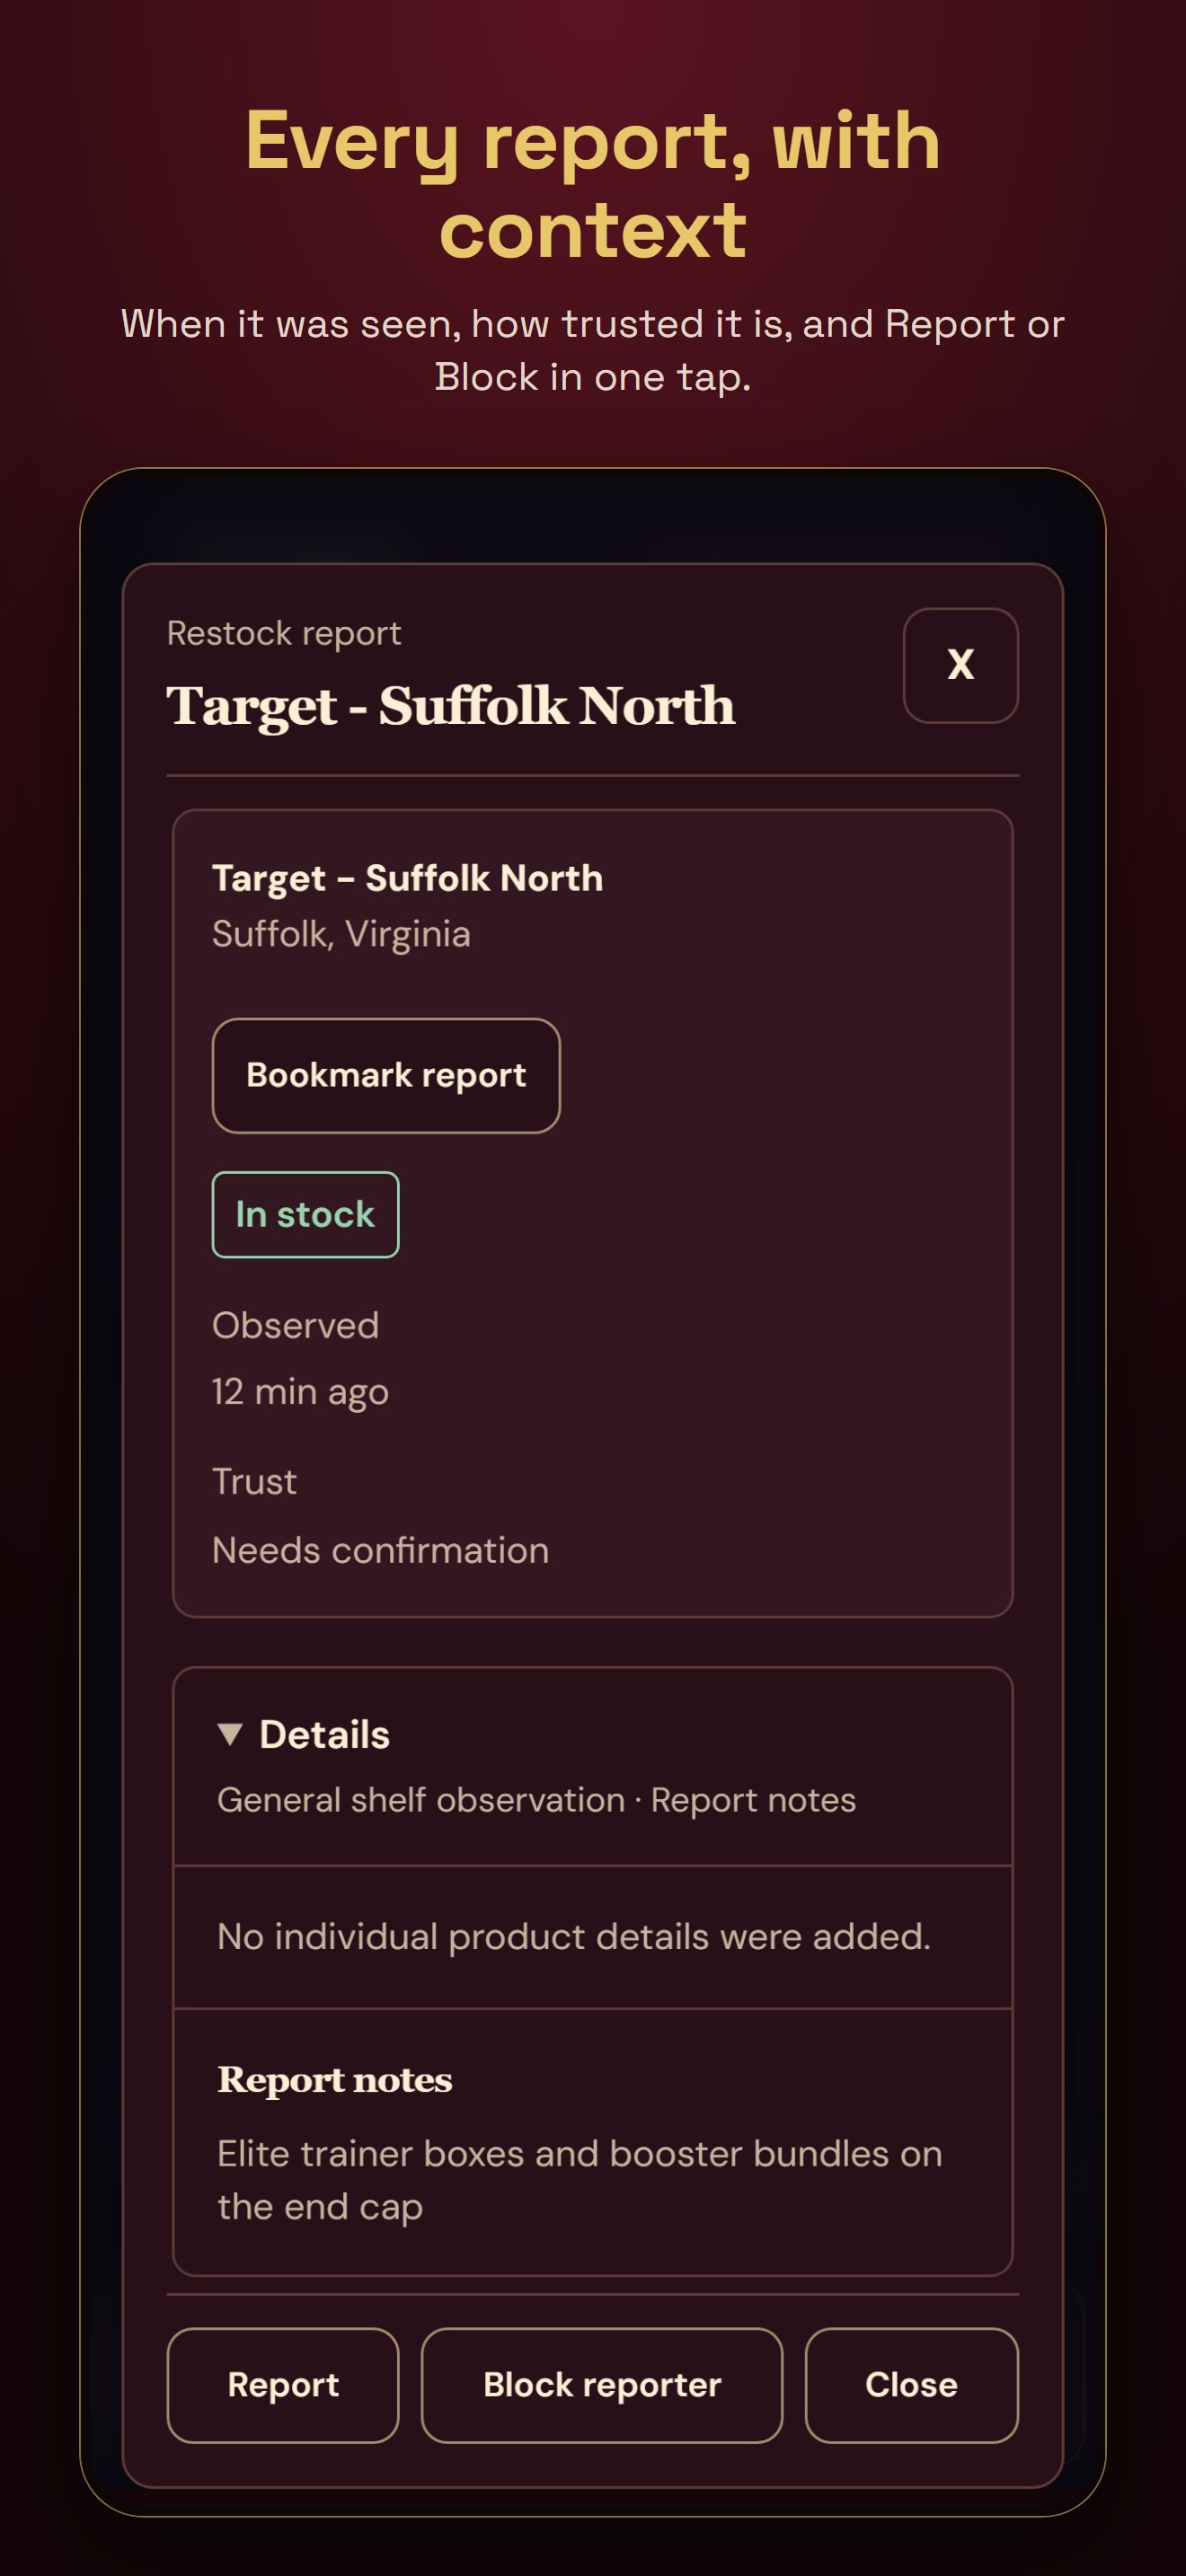 Every report, with
context
When it was seen, how trusted it is, and Report or
Block in one tap.
Restock report
X
Target - Suffolk North
Target – Suffolk North
Suffolk, Virginia
Bookmark report
In stock
Observed
12 min ago
Trust
Needs confirmation
▼ Details
General shelf observation · Report notes
No individual product details were added.
Report notes
Elite trainer boxes and booster bundles on
the end cap
Report
Block reporter
Close